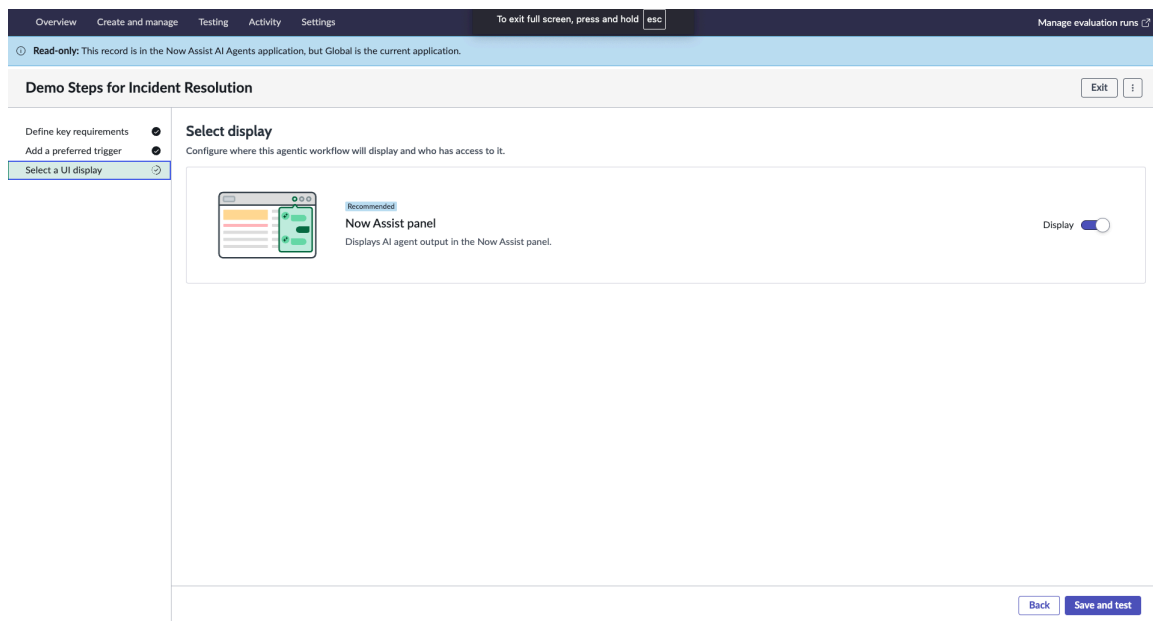 Overview Create and manage Testing Activity Settings
To exit full screen, press and hold esc
Manage evaluation runs
Read-only: This record is in the Now Assist AI Agents application, but Global is the current application.
Demo Steps for Incident Resolution
Exit
Define key requirements
Add a preferred trigger
Select a UI display
Select display
Configure where this agentic workflow will display and who has access to it.
Recommended
Now Assist panel
Displays AI agent output in the Now Assist panel.
Display
Back Save and test